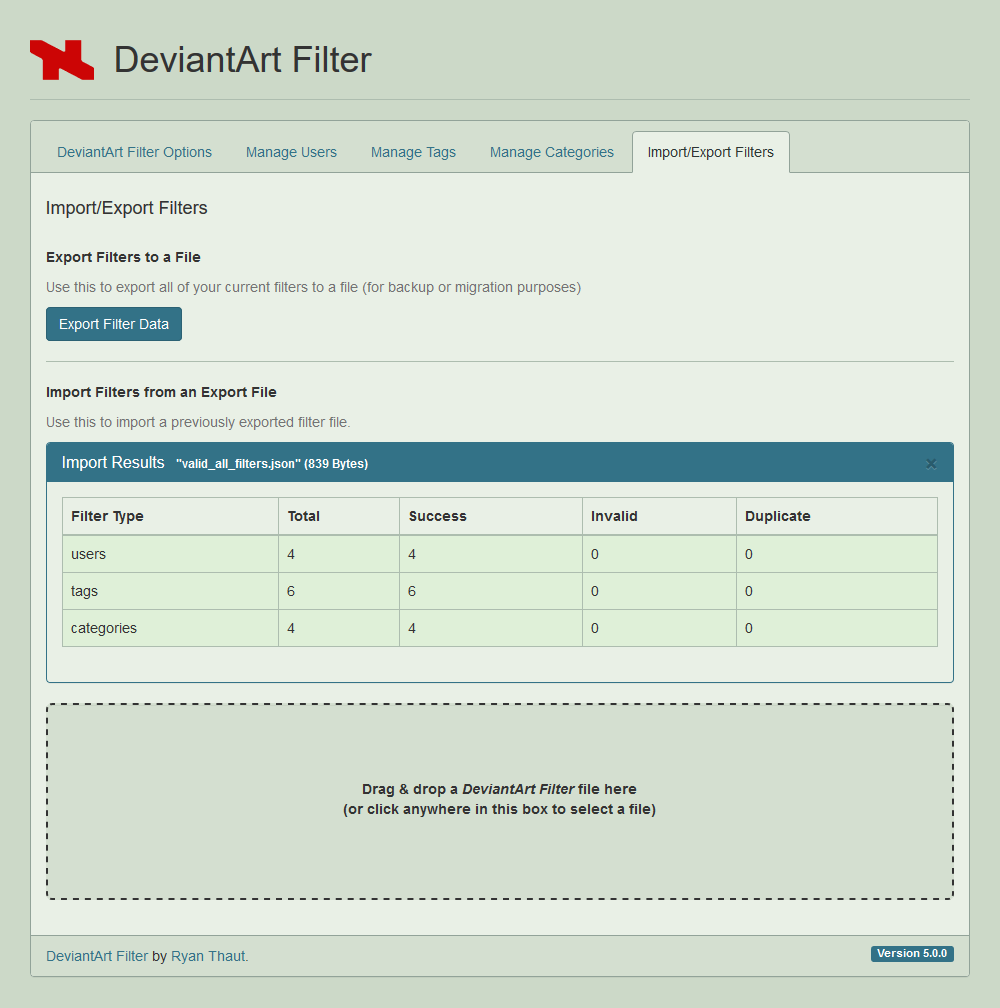 DeviantArt Filter
DeviantArt Filter Options Manage Users Manage Tags Manage Categories Import/Export Filters
Import/Export Filters
Export Filters to a File
Use this to export all of your current filters to a file (for backup or migration purposes)
Export Filter Data
Import Filters from an Export File
Use this to import a previously exported filter file.
Import Results "valid_all_filters.json" (839 Bytes) ×
Filter Type Total Success Invalid Duplicate
users 4 4 0 0
tags 6 6 0 0
categories 4 4 0 0
Drag & drop a DeviantArt Filter file here
(or click anywhere in this box to select a file)
DeviantArt Filter by Ryan Thaut. Version 5.0.0